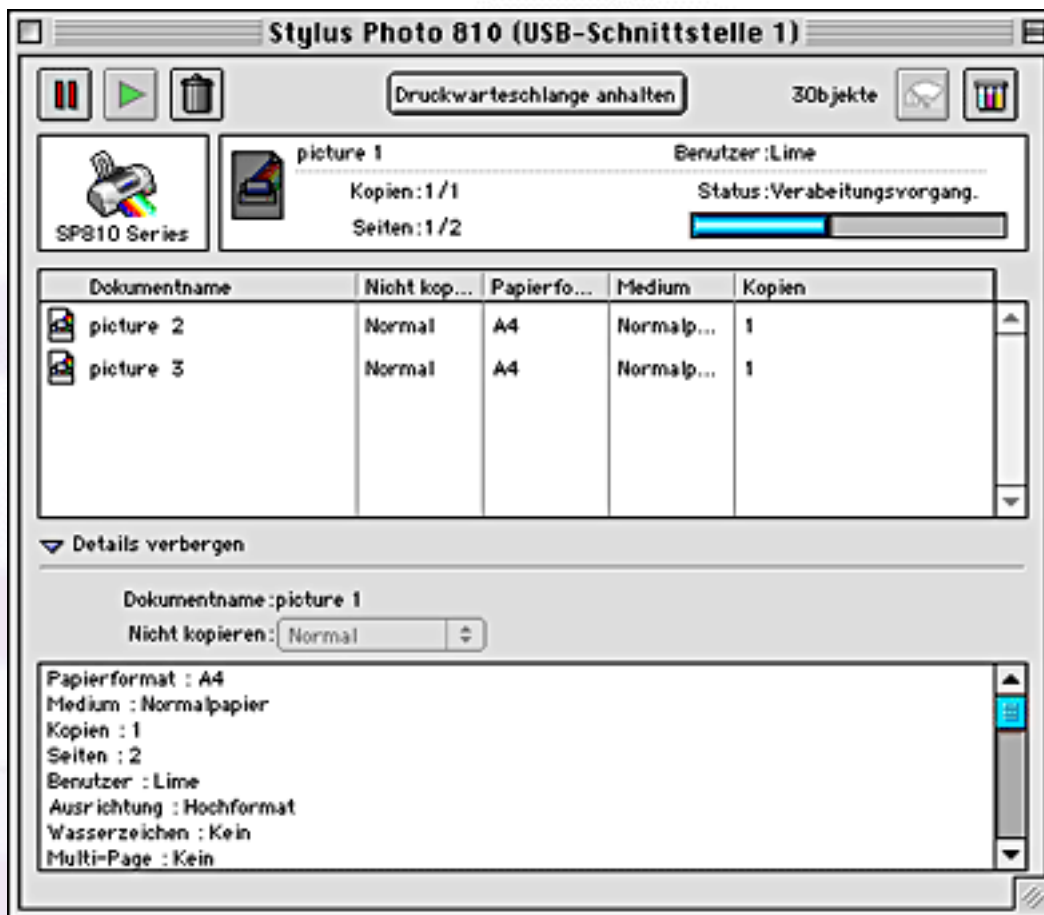 Stylus Photo 810 (USB-Schnittstelle 1)
Druckwarteschlange anhalten 3Objekte
picture 1 Benutzer :Lime
Kopien :1/1 Status :Verabeitungsvorgang.
SP810 Series Seiten :1/2
Dokumentname Nicht kop... Papierfo... Medium Kopien
picture 2 Normal A4 Normalp... 1
picture 3 Normal A4 Normalp... 1
Details verbergen
Dokumentname :picture 1
Nicht kopieren : Normal
Papierformat : A4
Medium : Normalpapier
Kopien : 1
Seiten : 2
Benutzer : Lime
Ausrichtung : Hochformat
Wasserzeichen : Kein
Multi-Page : Kein